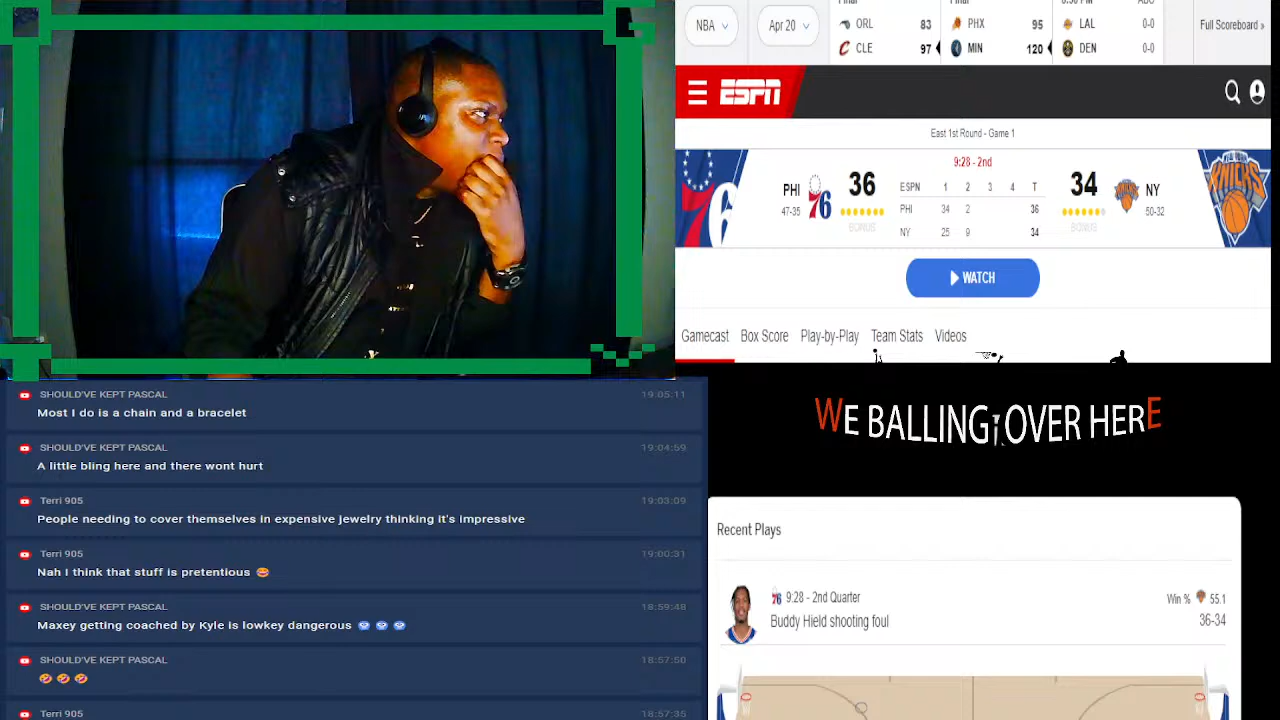 NBA
Apr 20
ORL 83
CLE 97
PHX 95
MIN 120
LAL 0-0
DEN 0-0
Full Scoreboard »
ESPN
East 1st Round - Game 1
9:28 - 2nd
PHI
47-35
36
ESPN 1 2 3 4 T
PHI 34 2 36
NY 25 9 34
34
NY
50-32
BONUS
BONUS
KNICKS
WATCH
Gamecast Box Score Play-by-Play Team Stats Videos
SHOULD'VE KEPT PASCAL 19:05:11
Most I do is a chain and a bracelet
SHOULD'VE KEPT PASCAL 19:04:59
A little bling here and there wont hurt
Terri 905 19:03:09
People needing to cover themselves in expensive jewelry thinking it's impressive
Terri 905 19:00:31
Nah I think that stuff is pretentious
SHOULD'VE KEPT PASCAL 18:59:48
Maxey getting coached by Kyle is lowkey dangerous
SHOULD'VE KEPT PASCAL 18:57:50
Terri 905 18:57:35
WE BALLING OVER HERE
Recent Plays
9:28 - 2nd Quarter
Buddy Hield shooting foul
Win % 55.1
36-34